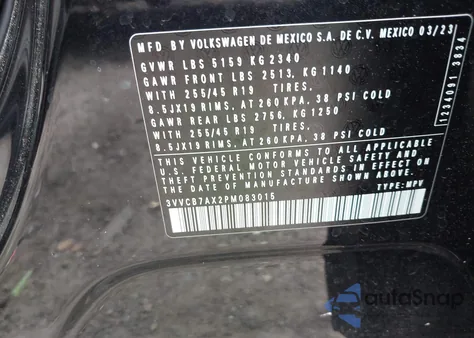 MFD BY VOLKSWAGEN DE MEXICO S.A. DE C.V. MEXICO 03/23
GVWR LBS 5159 KG 2340
GAWR FRONT LBS 2513, KG 1140
WITH 255/45 R19 TIRES,
8.5JX19 RIMS, AT 260 KPA, 38 PSI COLD
GAWR REAR LBS 2756, KG 1250
WITH 255/45 R19 TIRES,
8.5JX19 RIMS, AT 260 KPA, 38 PSI COLD
THIS VEHICLE CONFORMS TO ALL APPLICABLE
U.S. FEDERAL MOTOR VEHICLE SAFETY AND
THEFT PREVENTION STANDARDS IN EFFECT ON
THE DATE OF MANUFACTURE SHOWN ABOVE.
3VVCB7AX2PM083015 TYPE: MPV
1234091 3834
AutoSnap